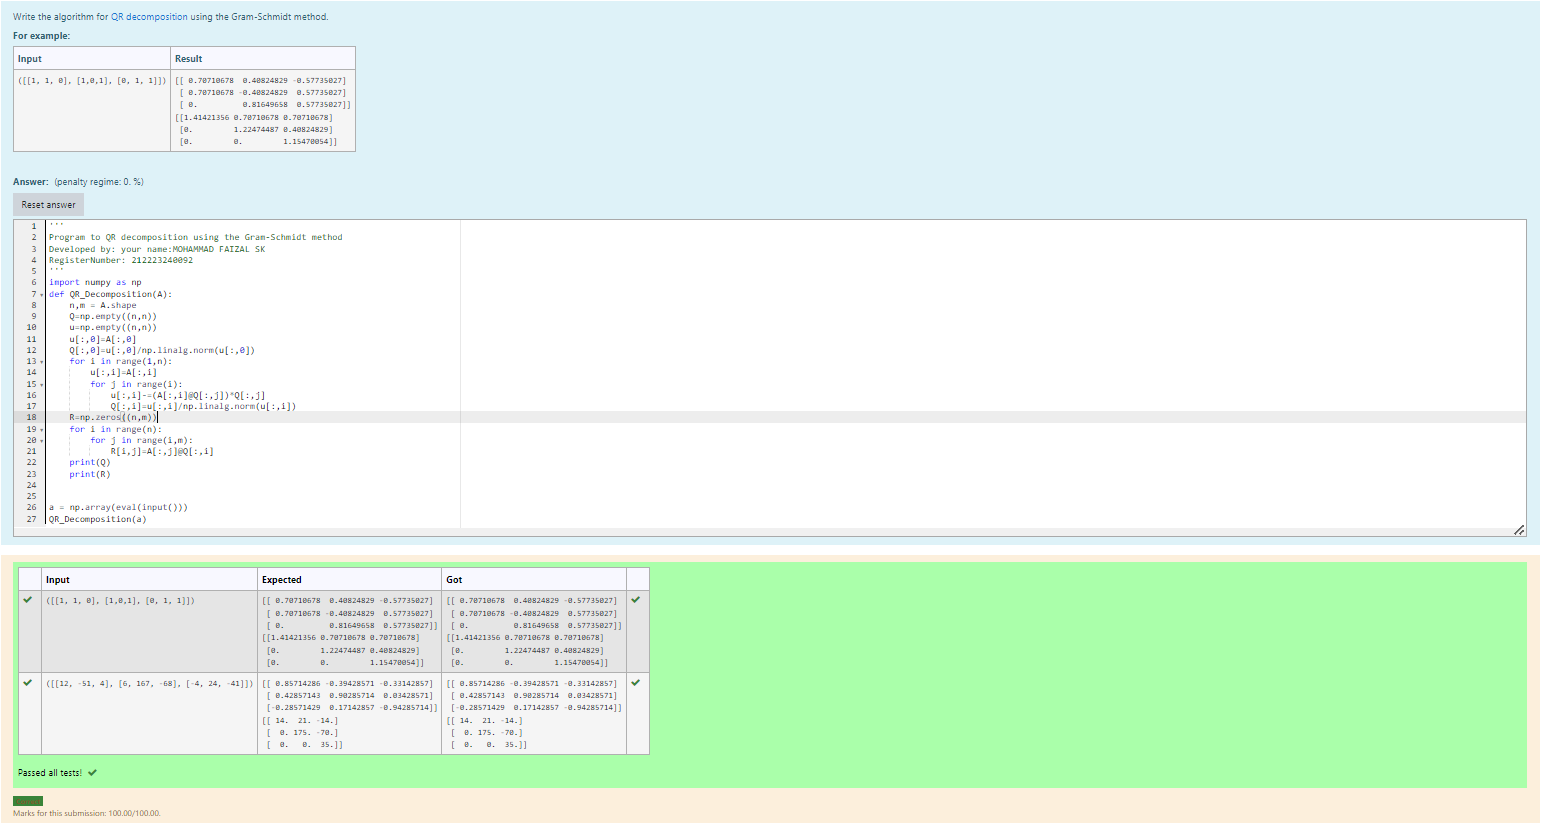 Write the algorithm for QR decomposition using the Gram-Schmidt method.
For example:
Input Result
([[1, 1, 0], [1,0,1], [0, 1, 1]]) [[ 0.70710678  0.40824829 -0.57735027]
[ 0.70710678 -0.40824829  0.57735027]
[ 0.          0.81649658  0.57735027]]
[[1.41421356 0.70710678 0.70710678]
[0.         1.22474487 0.40824829]
[0.         0.         1.15470054]]
Answer: (penalty regime: 0. %)
Reset answer
1 '''
2 Program to QR decomposition using the Gram-Schmidt method
3 Developed by: your name:MOHAMMAD FAIZAL SK
4 RegisterNumber: 212223240092
5 '''
6 import numpy as np
7 def QR_Decomposition(A):
8     n,m = A.shape
9     Q=np.empty((n,n))
10     u=np.empty((n,n))
11     u[:,0]=A[:,0]
12     Q[:,0]=u[:,0]/np.linalg.norm(u[:,0])
13     for i in range(1,n):
14         u[:,i]=A[:,i]
15         for j in range(i):
16             u[:,i]-=(A[:,i]@Q[:,j])*Q[:,j]
17             Q[:,i]=u[:,i]/np.linalg.norm(u[:,i])
18     R=np.zeros((n,m))
19     for i in range(n):
20         for j in range(i,m):
21             R[i,j]=A[:,j]@Q[:,i]
22     print(Q)
23     print(R)
24
25
26 a = np.array(eval(input()))
27 QR_Decomposition(a)
Input Expected Got
([[1, 1, 0], [1,0,1], [0, 1, 1]]) [[ 0.70710678  0.40824829 -0.57735027] [[ 0.70710678  0.40824829 -0.57735027]
[ 0.70710678 -0.40824829  0.57735027] [ 0.70710678 -0.40824829  0.57735027]
[ 0.          0.81649658  0.57735027]] [ 0.          0.81649658  0.57735027]]
[[1.41421356 0.70710678 0.70710678] [[1.41421356 0.70710678 0.70710678]
[0.         1.22474487 0.40824829] [0.         1.22474487 0.40824829]
[0.         0.         1.15470054]] [0.         0.         1.15470054]]
([[12, -51, 4], [6, 167, -68], [-4, 24, -41]]) [[ 0.85714286 -0.39428571 -0.33142857] [[ 0.85714286 -0.39428571 -0.33142857]
[ 0.42857143  0.90285714  0.03428571] [ 0.42857143  0.90285714  0.03428571]
[-0.28571429  0.17142857 -0.94285714]] [-0.28571429  0.17142857 -0.94285714]]
[[ 14.  21. -14.] [[ 14.  21. -14.]
[  0. 175. -70.] [  0. 175. -70.]
[  0.   0.  35.]] [  0.   0.  35.]]
Passed all tests!
Marks for this submission: 100.00/100.00.